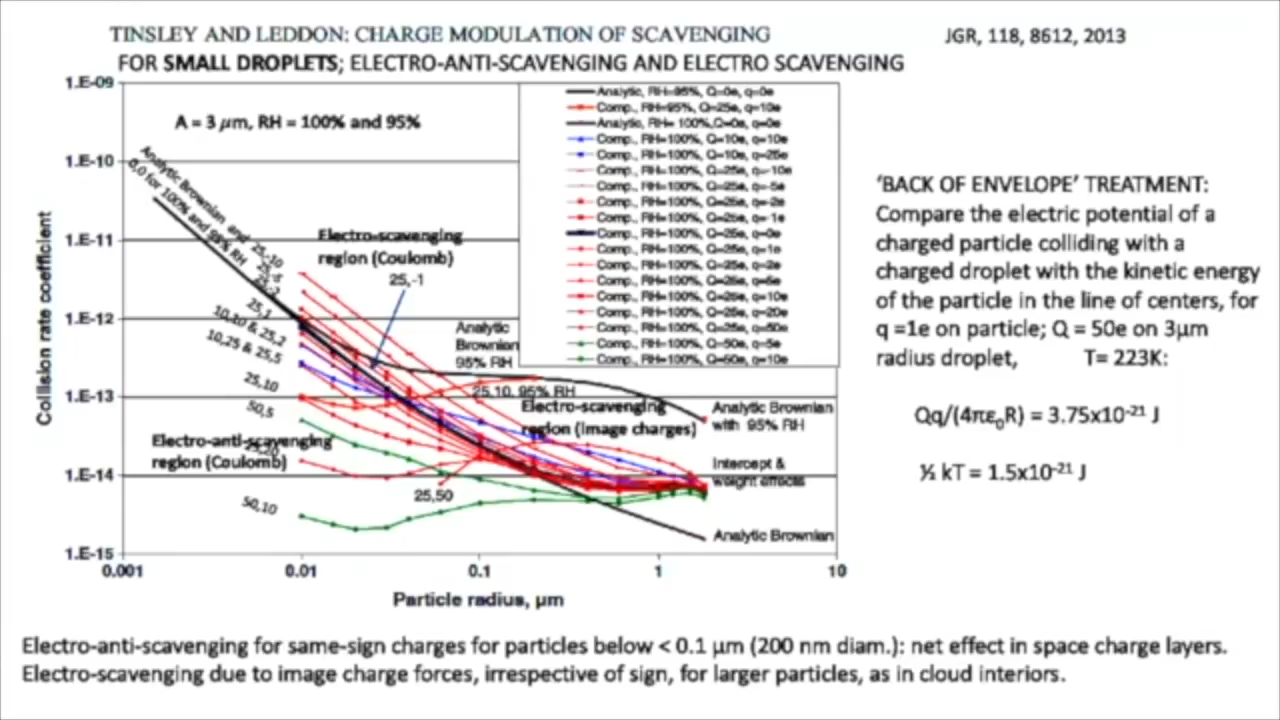 TINSLEY AND LEDDON: CHARGE MODULATION OF SCAVENGING
JGR, 118, 8612, 2013
FOR SMALL DROPLETS; ELECTRO-ANTI-SCAVENGING AND ELECTRO SCAVENGING
1.E-09
1.E-10
1.E-11
1.E-12
1.E-13
1.E-14
1.E-15
Collision rate coefficient
0.001
0.01
0.1
1
10
Particle radius, µm
A = 3 µm, RH = 100% and 95%
Analytic, RH=95%, Q=0e, q=0e
Comp., RH=95%, Q=25e, q=10e
Analytic, RH= 100%,Q=0e, q=0e
Comp., RH=100%, Q=10e, q=10e
Comp., RH=100%, Q=10e, q=25e
Comp., RH=100%, Q=25e, q=-10e
Comp., RH=100%, Q=25e, q=-5e
Comp., RH=100%, Q=25e, q=-2e
Comp., RH=100%, Q=25e, q=-1e
Comp., RH=100%, Q=25e, q=0e
Comp., RH=100%, Q=25e, q=1e
Comp., RH=100%, Q=25e, q=2e
Comp., RH=100%, Q=25e, q=5e
Comp., RH=100%, Q=25e, q=10e
Comp., RH=100%, Q=25e, q=20e
Comp., RH=100%, Q=25e, q=50e
Comp., RH=100%, Q=50e, q=5e
Comp., RH=100%, Q=50e, q=10e
Analytic Brownian and
0,0 for 100% and 95% RH
25,-10
25,-5
25,1
10,10 & 25,2
10,25 & 25,5
25,10
50,5
50,10
Electro-scavenging
region (Coulomb)
25,-1
Analytic
Brownian
95% RH
25,10, 95% RH
Electro-scavenging
region (Image charges)
Analytic Brownian
with 95% RH
Electro-anti-scavenging
region (Coulomb)
25,50
Intercept &
weight effects
Analytic Brownian
'BACK OF ENVELOPE' TREATMENT:
Compare the electric potential of a
charged particle colliding with a
charged droplet with the kinetic energy
of the particle in the line of centers, for
q =1e on particle; Q = 50e on 3µm
radius droplet, T= 223K:
Qq/(4πε₀R) = 3.75x10⁻²¹ J
½ kT = 1.5x10⁻²¹ J
Electro-anti-scavenging for same-sign charges for particles below < 0.1 µm (200 nm diam.): net effect in space charge layers.
Electro-scavenging due to image charge forces, irrespective of sign, for larger particles, as in cloud interiors.